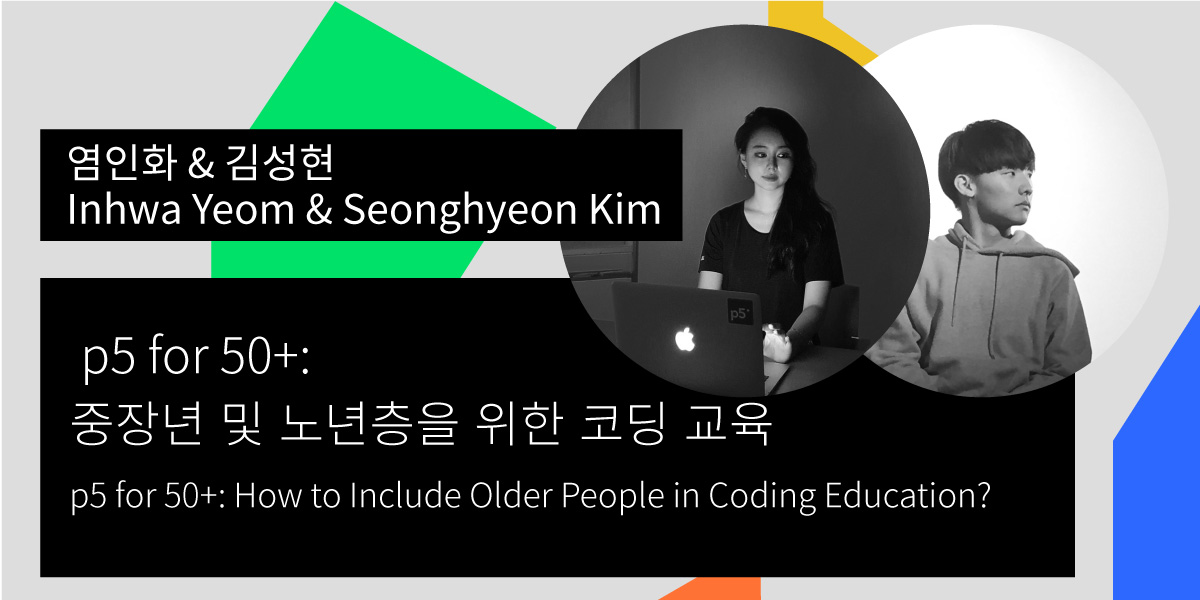 염인화 & 김성현
Inhwa Yeom & Seonghyeon Kim
p5*
p5 for 50+:
중장년 및 노년층을 위한 코딩 교육
p5 for 50+: How to Include Older People in Coding Education?